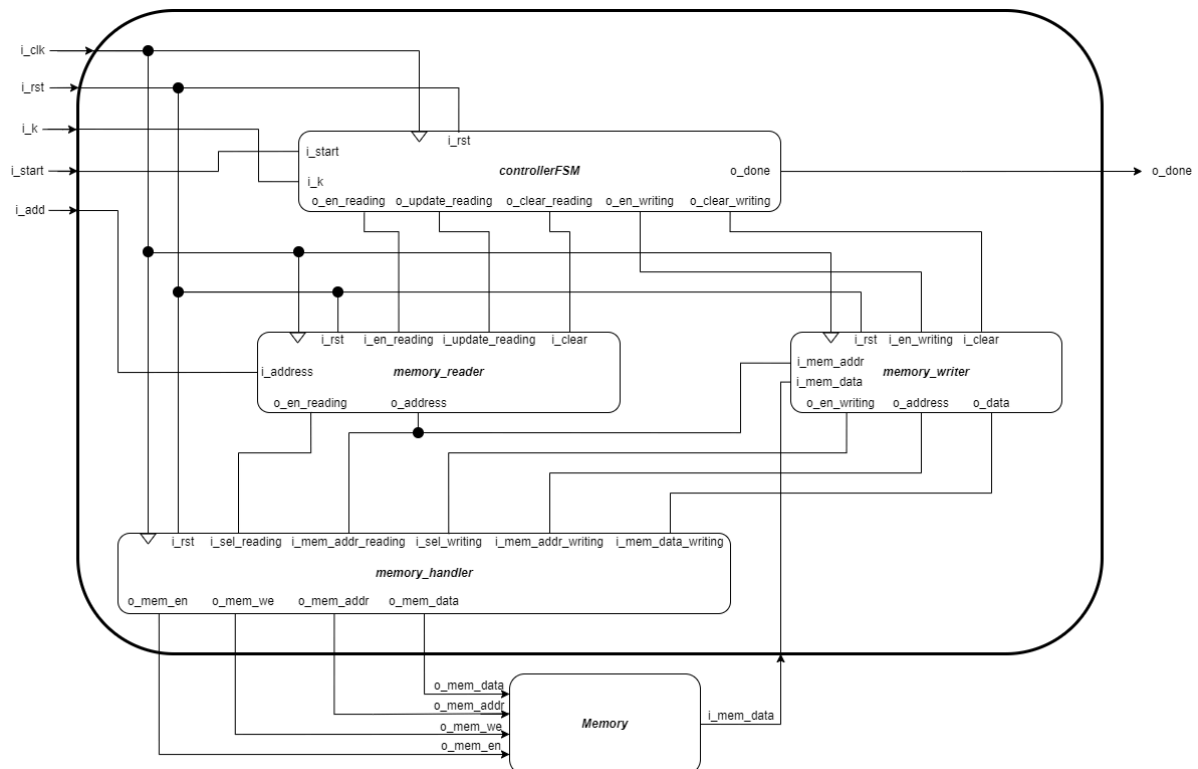 i_clk
i_rst
i_k
i_start
i_add
i_rst
i_start
controllerFSM
o_done
o_done
i_k
o_en_reading o_update_reading o_clear_reading o_en_writing o_clear_writing
i_rst i_en_reading i_update_reading i_clear
i_address
memory_reader
o_en_reading o_address
i_rst i_en_writing i_clear
i_mem_addr
memory_writer
i_mem_data
o_en_writing o_address o_data
i_rst i_sel_reading i_mem_addr_reading i_sel_writing i_mem_addr_writing i_mem_data_writing
memory_handler
o_mem_en o_mem_we o_mem_addr o_mem_data
o_mem_data
o_mem_addr
o_mem_we
o_mem_en
Memory
i_mem_data